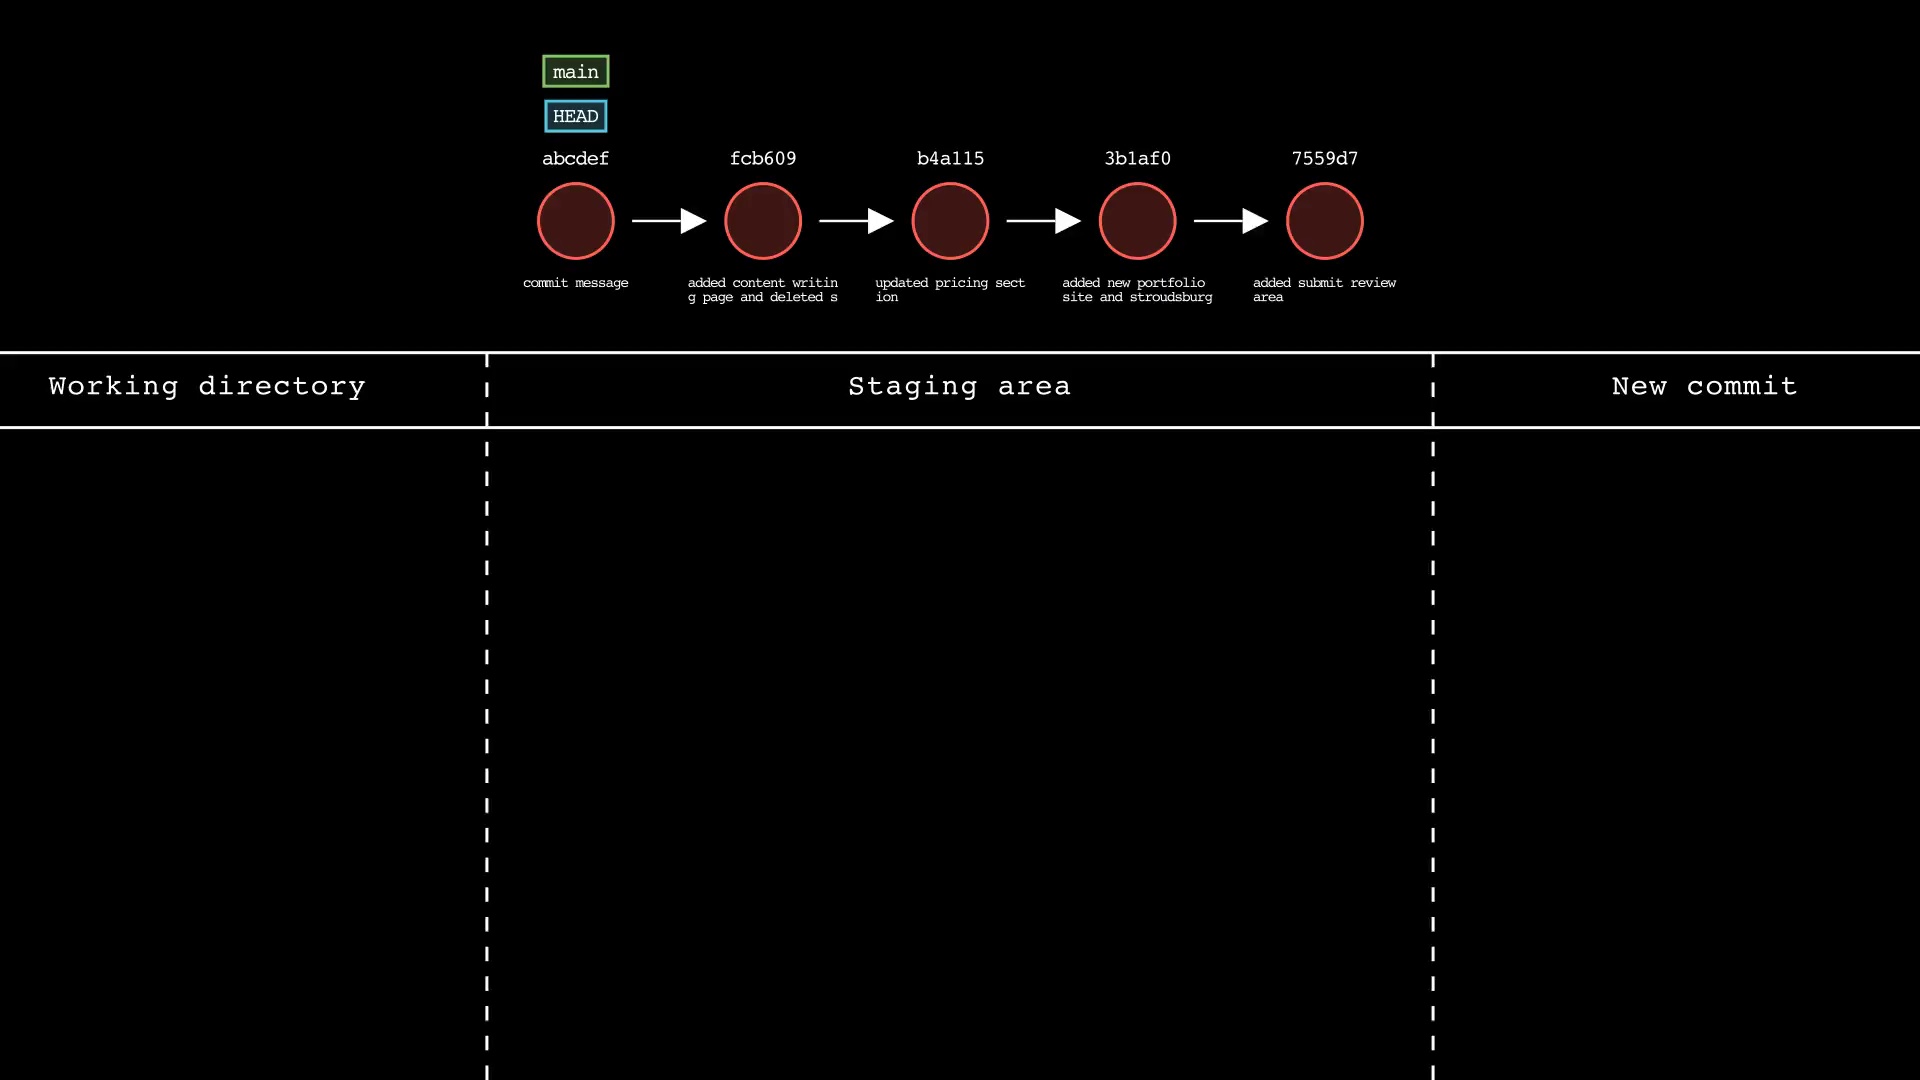 main
HEAD
abcdef fcb609 b4a115 3b1af0 7559d7
commit message
added content writin
g page and deleted s
updated pricing sect
ion
added new portfolio
site and stroudsburg
added submit review
area
Working directory
Staging area
New commit